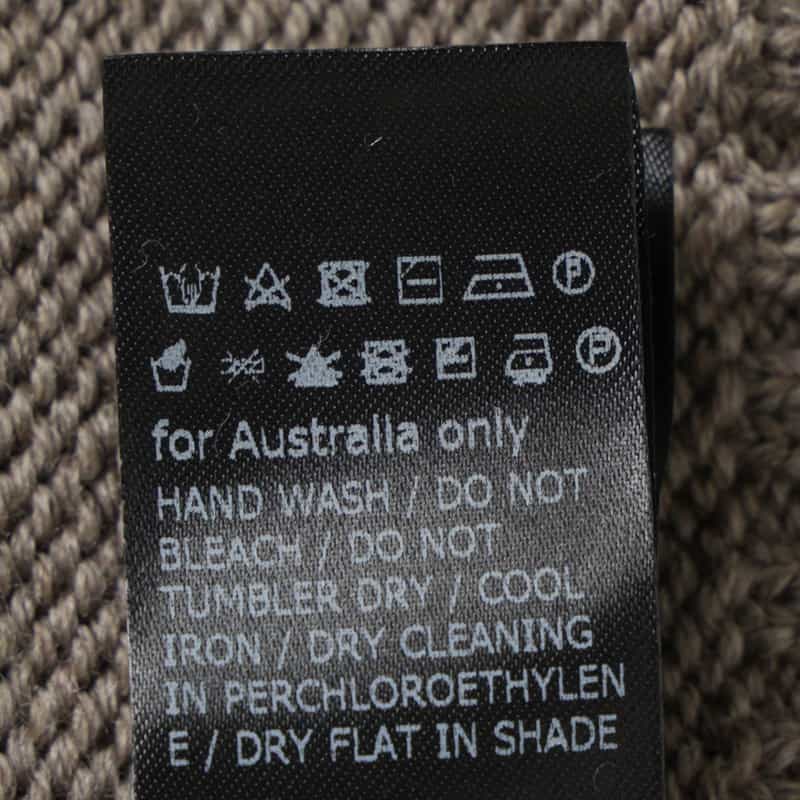 P
P
for Australia only
HAND WASH / DO NOT
BLEACH / DO NOT
TUMBLER DRY / COOL
IRON / DRY CLEANING
IN PERCHLOROETHYLEN
E / DRY FLAT IN SHADE